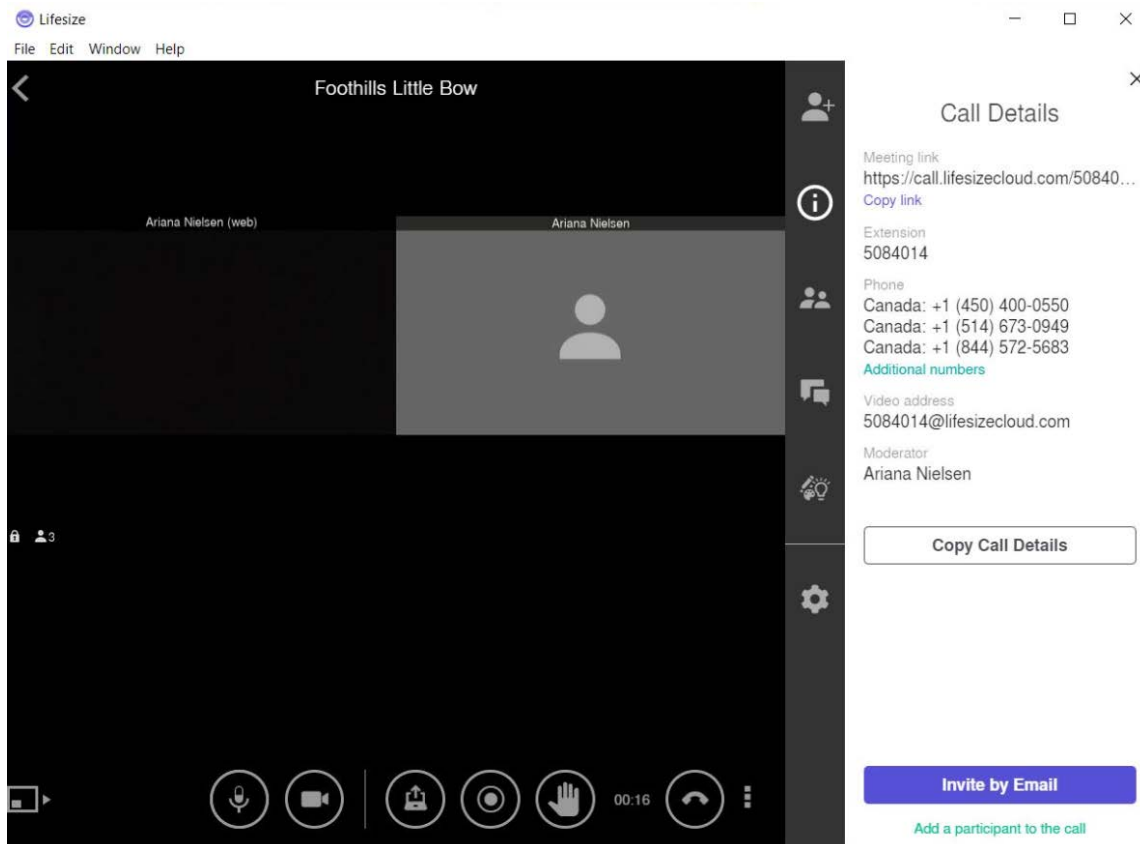 Lifesize
File Edit Window Help
Foothills Little Bow
Ariana Nielsen (web)
Ariana Nielsen
3
00:16
Call Details
Meeting link
https://call.lifesizecloud.com/50840...
Copy link
Extension
5084014
Phone
Canada: +1 (450) 400-0550
Canada: +1 (514) 673-0949
Canada: +1 (844) 572-5683
Additional numbers
Video address
5084014@lifesizecloud.com
Moderator
Ariana Nielsen
Copy Call Details
Invite by Email
Add a participant to the call